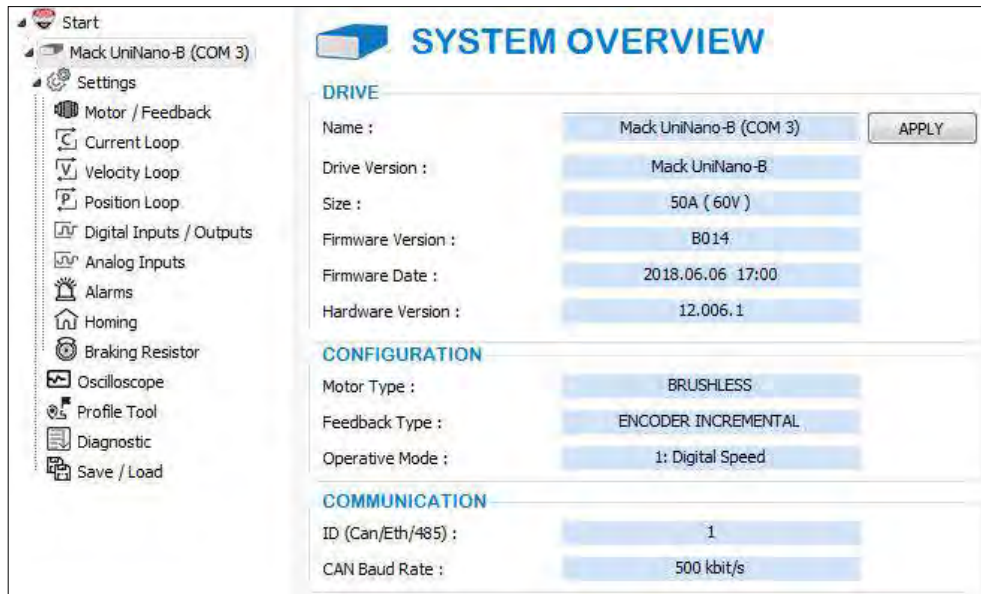 Start
Mack UniNano-B (COM 3)
Settings
Motor / Feedback
Current Loop
Velocity Loop
Position Loop
Digital Inputs / Outputs
Analog Inputs
Alarms
Homing
Braking Resistor
Oscilloscope
Profile Tool
Diagnostic
Save / Load
SYSTEM OVERVIEW
DRIVE
Name : Mack UniNano-B (COM 3) APPLY
Drive Version : Mack UniNano-B
Size : 50A ( 60V )
Firmware Version : B014
Firmware Date : 2018.06.06 17:00
Hardware Version : 12.006.1
CONFIGURATION
Motor Type : BRUSHLESS
Feedback Type : ENCODER INCREMENTAL
Operative Mode : 1: Digital Speed
COMMUNICATION
ID (Can/Eth/485) : 1
CAN Baud Rate : 500 kbit/s